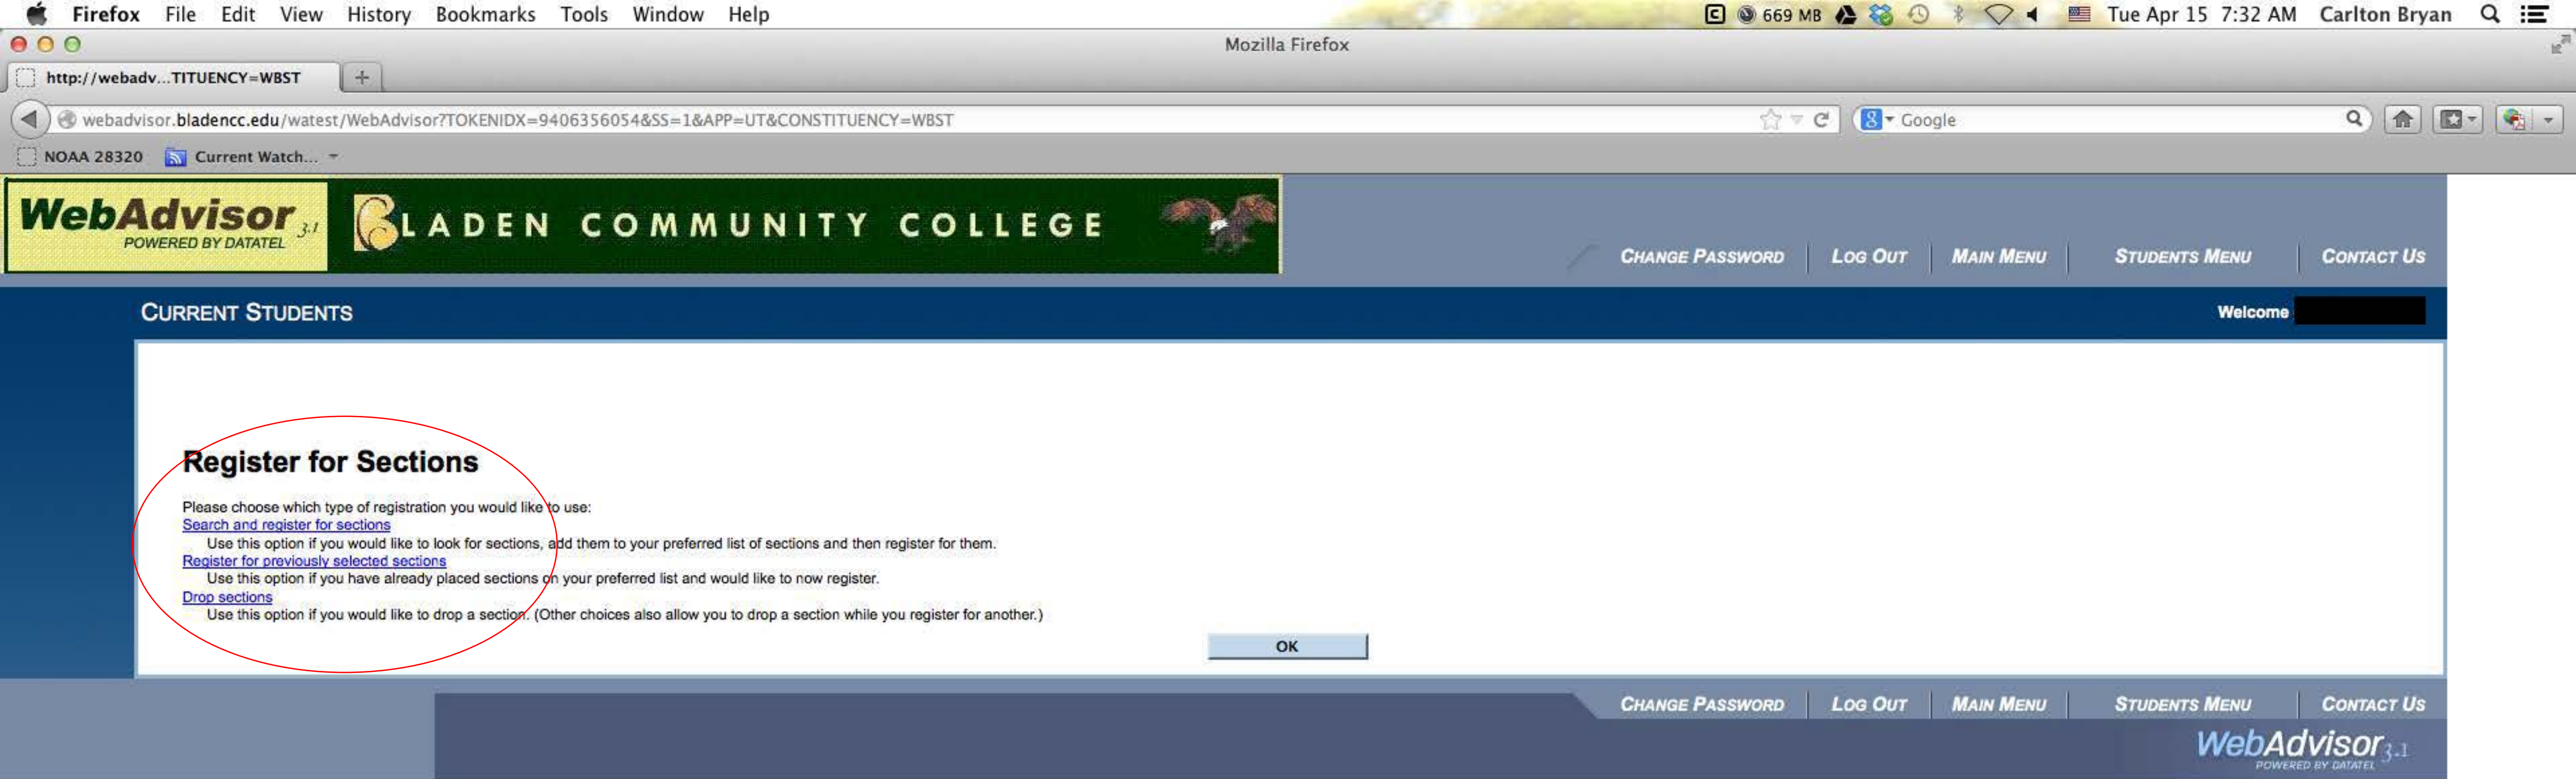 Firefox File Edit View History Bookmarks Tools Window Help 669 MB Tue Apr 15 7:32 AM Carlton Bryan
Mozilla Firefox
http://webadv...TITUENCY=WBST
webadvisor.bladencc.edu/watest/WebAdvisor?TOKENIDX=9406356054&SS=1&APP=UT&CONSTITUENCY=WBST Google
NOAA 28320 Current Watch...
WebAdvisor 3.1
POWERED BY DATATEL
BLADEN COMMUNITY COLLEGE
CHANGE PASSWORD LOG OUT MAIN MENU STUDENTS MENU CONTACT US
CURRENT STUDENTS Welcome
Register for Sections
Please choose which type of registration you would like to use:
Search and register for sections
Use this option if you would like to look for sections, add them to your preferred list of sections and then register for them.
Register for previously selected sections
Use this option if you have already placed sections on your preferred list and would like to now register.
Drop sections
Use this option if you would like to drop a section. (Other choices also allow you to drop a section while you register for another.)
OK
CHANGE PASSWORD LOG OUT MAIN MENU STUDENTS MENU CONTACT US
WebAdvisor 3.1
POWERED BY DATATEL